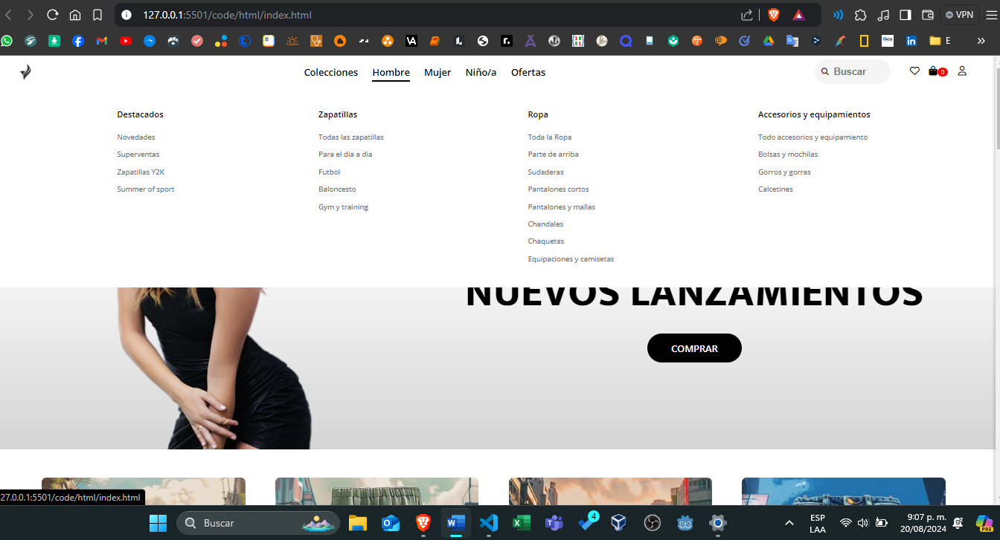 127.0.0.1:5501/code/html/index.html
VPN
E
»
Colecciones Hombre Mujer Niño/a Ofertas
Buscar
0
Destacados
Novedades
Superventas
Zapatillas Y2K
Summer of sport
Zapatillas
Todas las zapatillas
Para el dia a dia
Futbol
Baloncesto
Gym y training
Ropa
Toda la Ropa
Parte de arriba
Sudaderas
Pantalones cortos
Pantalones y mallas
Chandales
Chaquetas
Equipaciones y camisetas
Accesorios y equipamientos
Todo accesorios y equipamiento
Bolsas y mochilas
Gorros y gorras
Calcetines
NUEVOS LANZAMIENTOS
COMPRAR
27.0.0.1:5501/code/html/index.html
Buscar
4
ESP
LAA
9:07 p. m.
20/08/2024
PRE